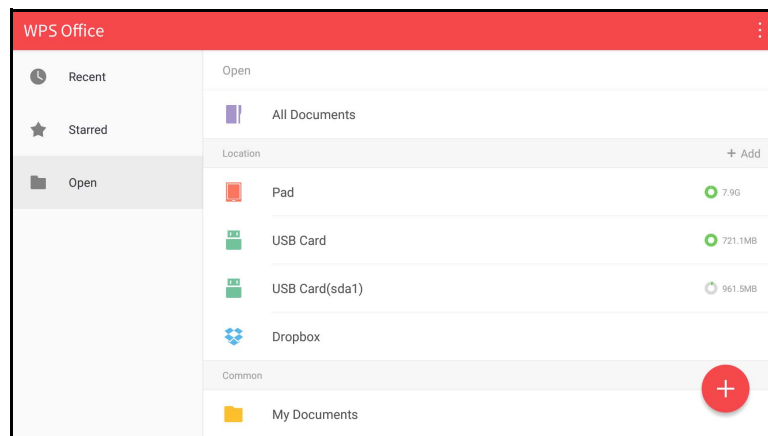 WPS Office
Recent
Starred
Open
Open
All Documents
Location
+ Add
Pad
7.9G
USB Card
721.1MB
USB Card(sda1)
961.5MB
Dropbox
Common
My Documents